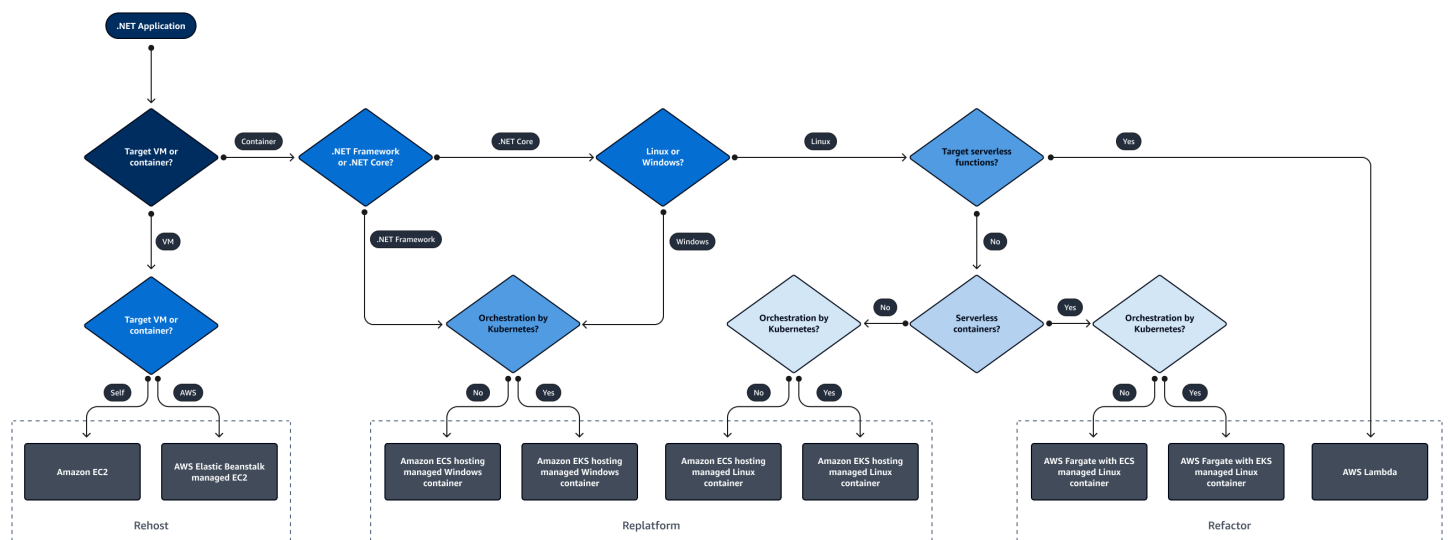 .NET Application
Target VM or
container?
Container
.NET Framework
or .NET Core?
.NET Core
Linux or
Windows?
Linux
Target serverless
functions?
Yes
VM
.NET Framework
Windows
No
Target VM or
container?
Orchestration by
Kubernetes?
Orchestration by
Kubernetes?
No
Serverless
containers?
Yes
Orchestration by
Kubernetes?
Self
AWS
No
Yes
No
Yes
No
Yes
Amazon EC2
AWS Elastic Beanstalk
managed EC2
Amazon ECS hosting
managed Windows
container
Amazon EKS hosting
managed Windows
container
Amazon ECS hosting
managed Linux
container
Amazon EKS hosting
managed Linux
container
AWS Fargate with ECS
managed Linux
container
AWS Fargate with EKS
managed Linux
container
AWS Lambda
Rehost
Replatform
Refactor